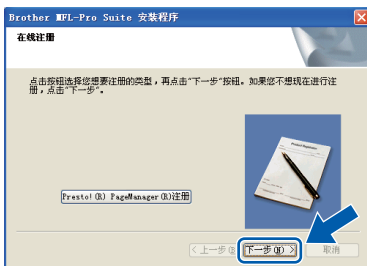 Brother MFL-Pro Suite 安装程序
在线注册
点击按钮选择您想要注册的类型，再点击“下一步”按钮。如果您不想现在进行注
册，点击“下一步”。
Product Registration
Presto!(R) PageManager(R)注册
<上一步(B) 下一步(N)> 取消